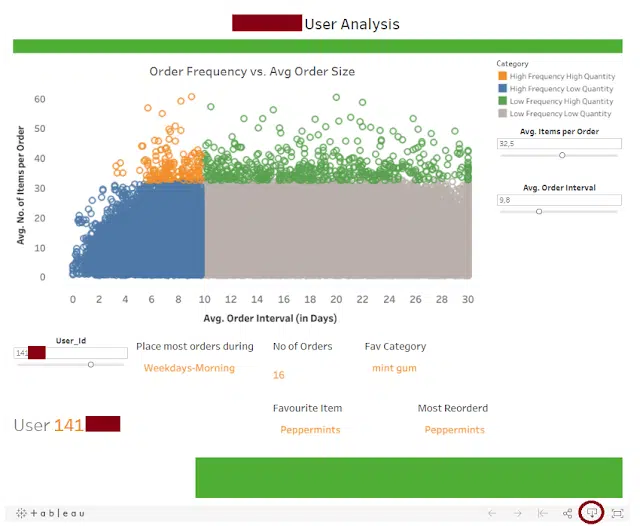 User Analysis
Order Frequency vs. Avg Order Size
Category
High Frequency High Quantity
High Frequency Low Quantity
Low Frequency High Quantity
Low Frequency Low Quantity
Avg. Items per Order
32,5
Avg. Order Interval
9,8
Avg. No. of Items per Order
60
50
40
30
20
10
0
0 2 4 6 8 10 12 14 16 18 20 22 24 26 28 30
Avg. Order Interval (in Days)
User_Id
141
Place most orders during
Weekdays-Morning
No of Orders
16
Fav Category
mint gum
User 141
Favourite Item
Peppermints
Most Reorderd
Peppermints
+ a b l e a u